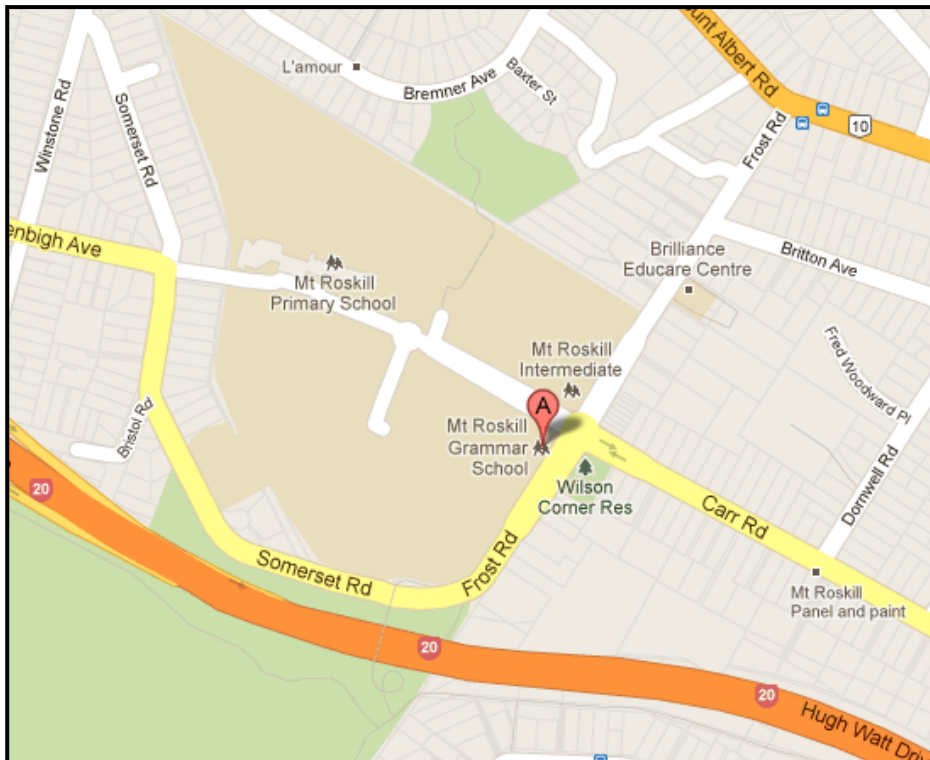 ount Albert Rd
L'amour
Bremner Ave
Baxter St
10
Winstone Rd
Somerset Rd
Frost Rd
enbigh Ave
Britton Ave
Brilliance
Educare Centre
Mt Roskill
Primary School
Mt Roskill
Intermediate
Fred Woodward Pl
A
Mt Roskill
Grammar
School
Bristol Rd
20
Wilson
Corner Res
Carr Rd
Dornwell Rd
Somerset Rd
Frost Rd
Mt Roskill
Panel and paint
20
20
Hugh Watt Driv